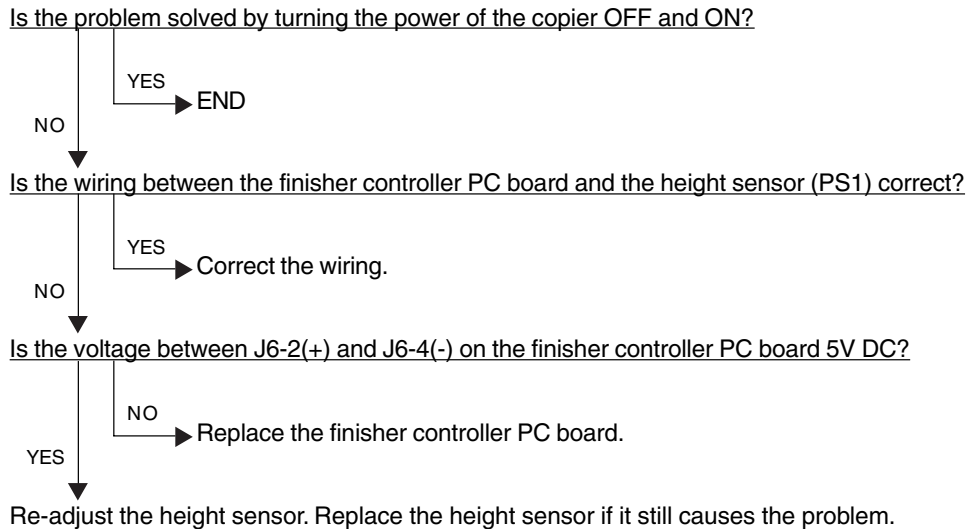 Is the problem solved by turning the power of the copier OFF and ON?
YES
END
NO
Is the wiring between the finisher controller PC board and the height sensor (PS1) correct?
YES
Correct the wiring.
NO
Is the voltage between J6-2(+) and J6-4(-) on the finisher controller PC board 5V DC?
NO
Replace the finisher controller PC board.
YES
Re-adjust the height sensor. Replace the height sensor if it still causes the problem.